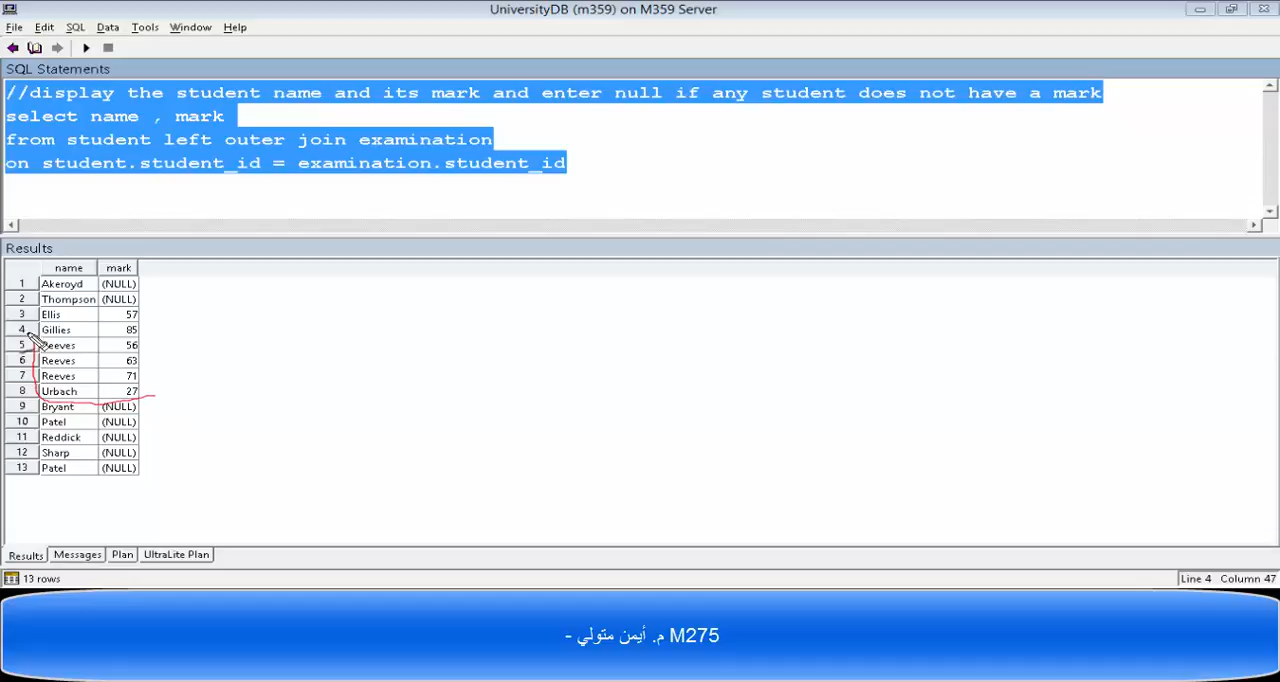 UniversityDB (m359) on M359 Server
File Edit SQL Data Tools Window Help
SQL Statements
//display the student name and its mark and enter null if any student does not have a mark
select name , mark
from student left outer join examination
on student.student_id = examination.student_id
Results
name mark
1 Akeroyd (NULL)
2 Thompson (NULL)
3 Ellis 57
4 Gillies 85
5 Reeves 56
6 Reeves 63
7 Reeves 71
8 Urbach 27
9 Bryant (NULL)
10 Patel (NULL)
11 Reddick (NULL)
12 Sharp (NULL)
13 Patel (NULL)
Results Messages Plan UltraLite Plan
13 rows
Line 4 Column 47
M275 م. أيمن متولي -